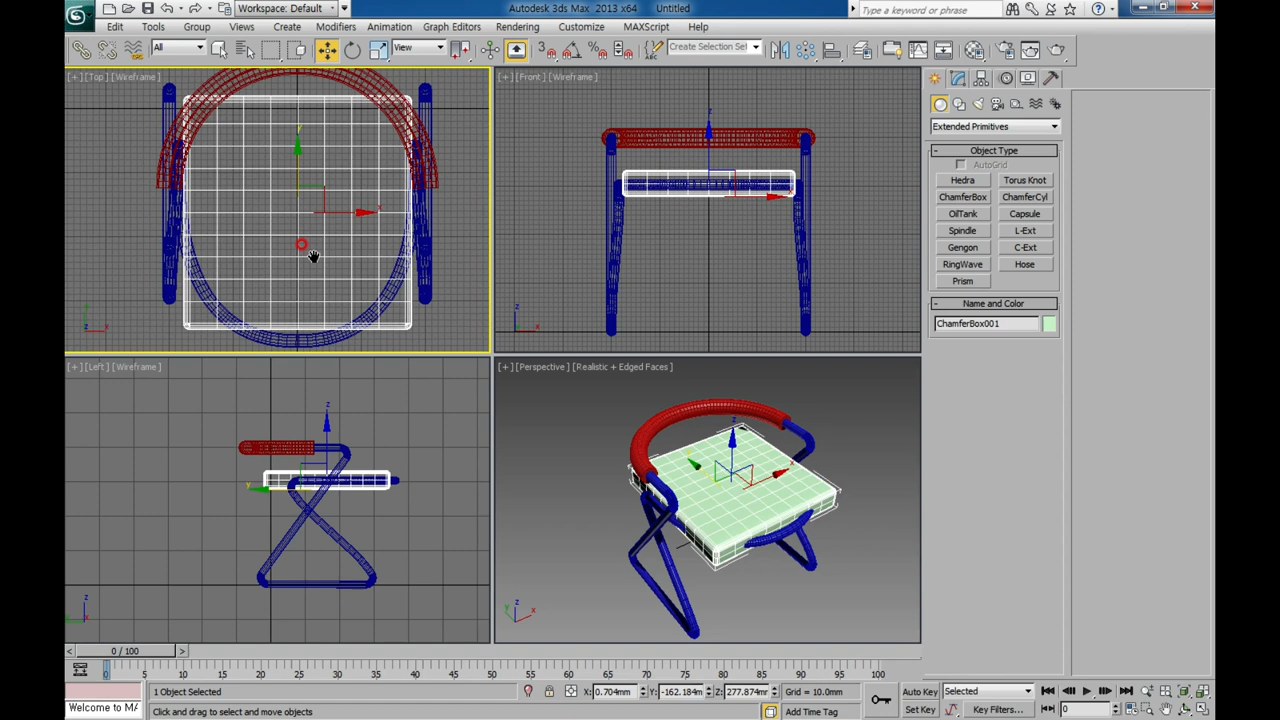 Workspace: Default
Autodesk 3ds Max 2013 x64
Untitled
Type a keyword or phrase
Edit Tools Group Views Create Modifiers Animation Graph Editors Rendering Customize MAXScript Help
All
View
3
Create Selection Set
ABC
[+] [Top] [Wireframe]
y
x
z
y
x
[+] [Front] [Wireframe]
z
x
z
x
Extended Primitives
- Object Type
AutoGrid
Hedra Torus Knot
ChamferBox ChamferCyl
OilTank Capsule
Spindle L-Ext
Gengon C-Ext
RingWave Hose
Prism
- Name and Color
ChamferBox001
[+] [Left] [Wireframe]
z
y
z
x
[+] [Perspective] [Realistic + Edged Faces]
z
y
x
z
x
< 0 / 100 >
0 5 10 15 20 25 30 35 40 45 50 55 60 65 70 75 80 85 90 95 100
1 Object Selected
X: 0.704mm Y: -162.184m Z: 277.874mr
Grid = 10.0mm
Auto Key
Selected
Welcome to MA
Click and drag to select and move objects
Add Time Tag
Set Key
Key Filters...
0